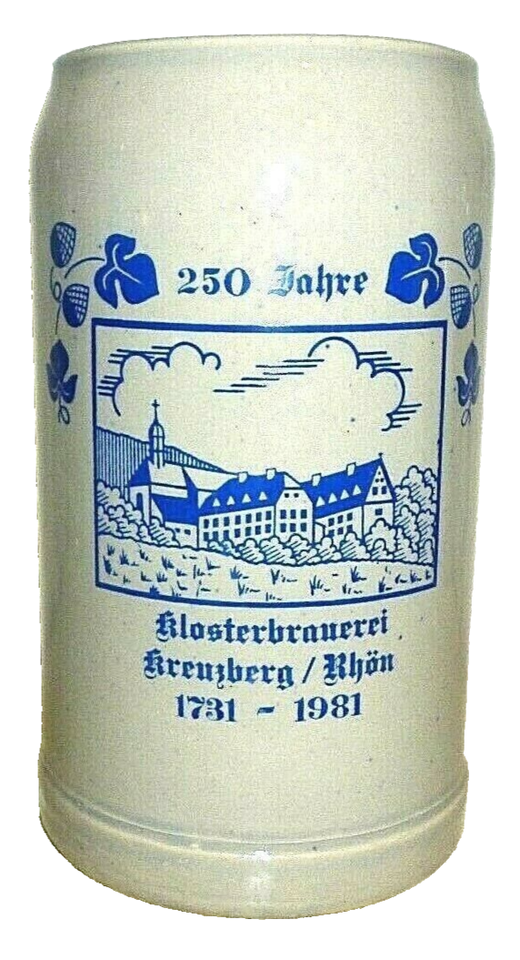 250 Jahre
Klosterbrauerei
Kreuzberg / Rhön
1731 - 1981